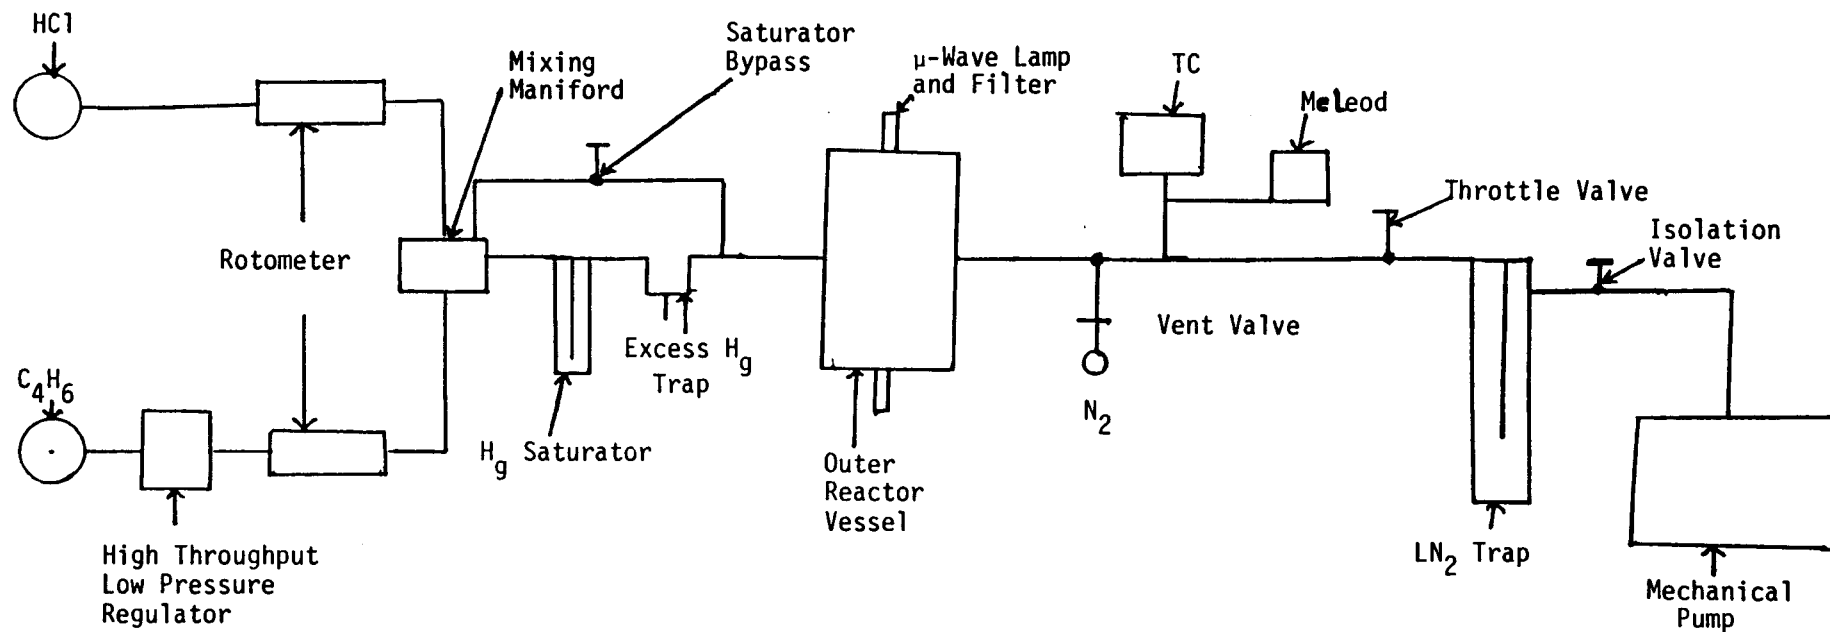 HCl
Mixing
Maniford
Saturator
Bypass
μ-Wave Lamp
and Filter
TC
McLeod
Throttle Valve
Isolation
Valve
Rotometer
Excess Hg
Trap
Vent Valve
N2
C4H6
Hg Saturator
Outer
Reactor
Vessel
High Throughput
Low Pressure
Regulator
LN2 Trap
Mechanical
Pump